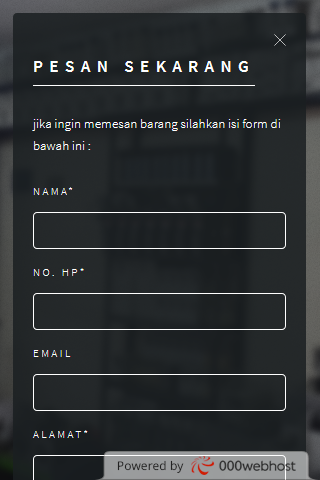 PESAN SEKARANG
jika ingin memesan barang silahkan isi form di
bawah ini :
NAMA*
NO. HP*
EMAIL
ALAMAT*
Powered by 000webhost